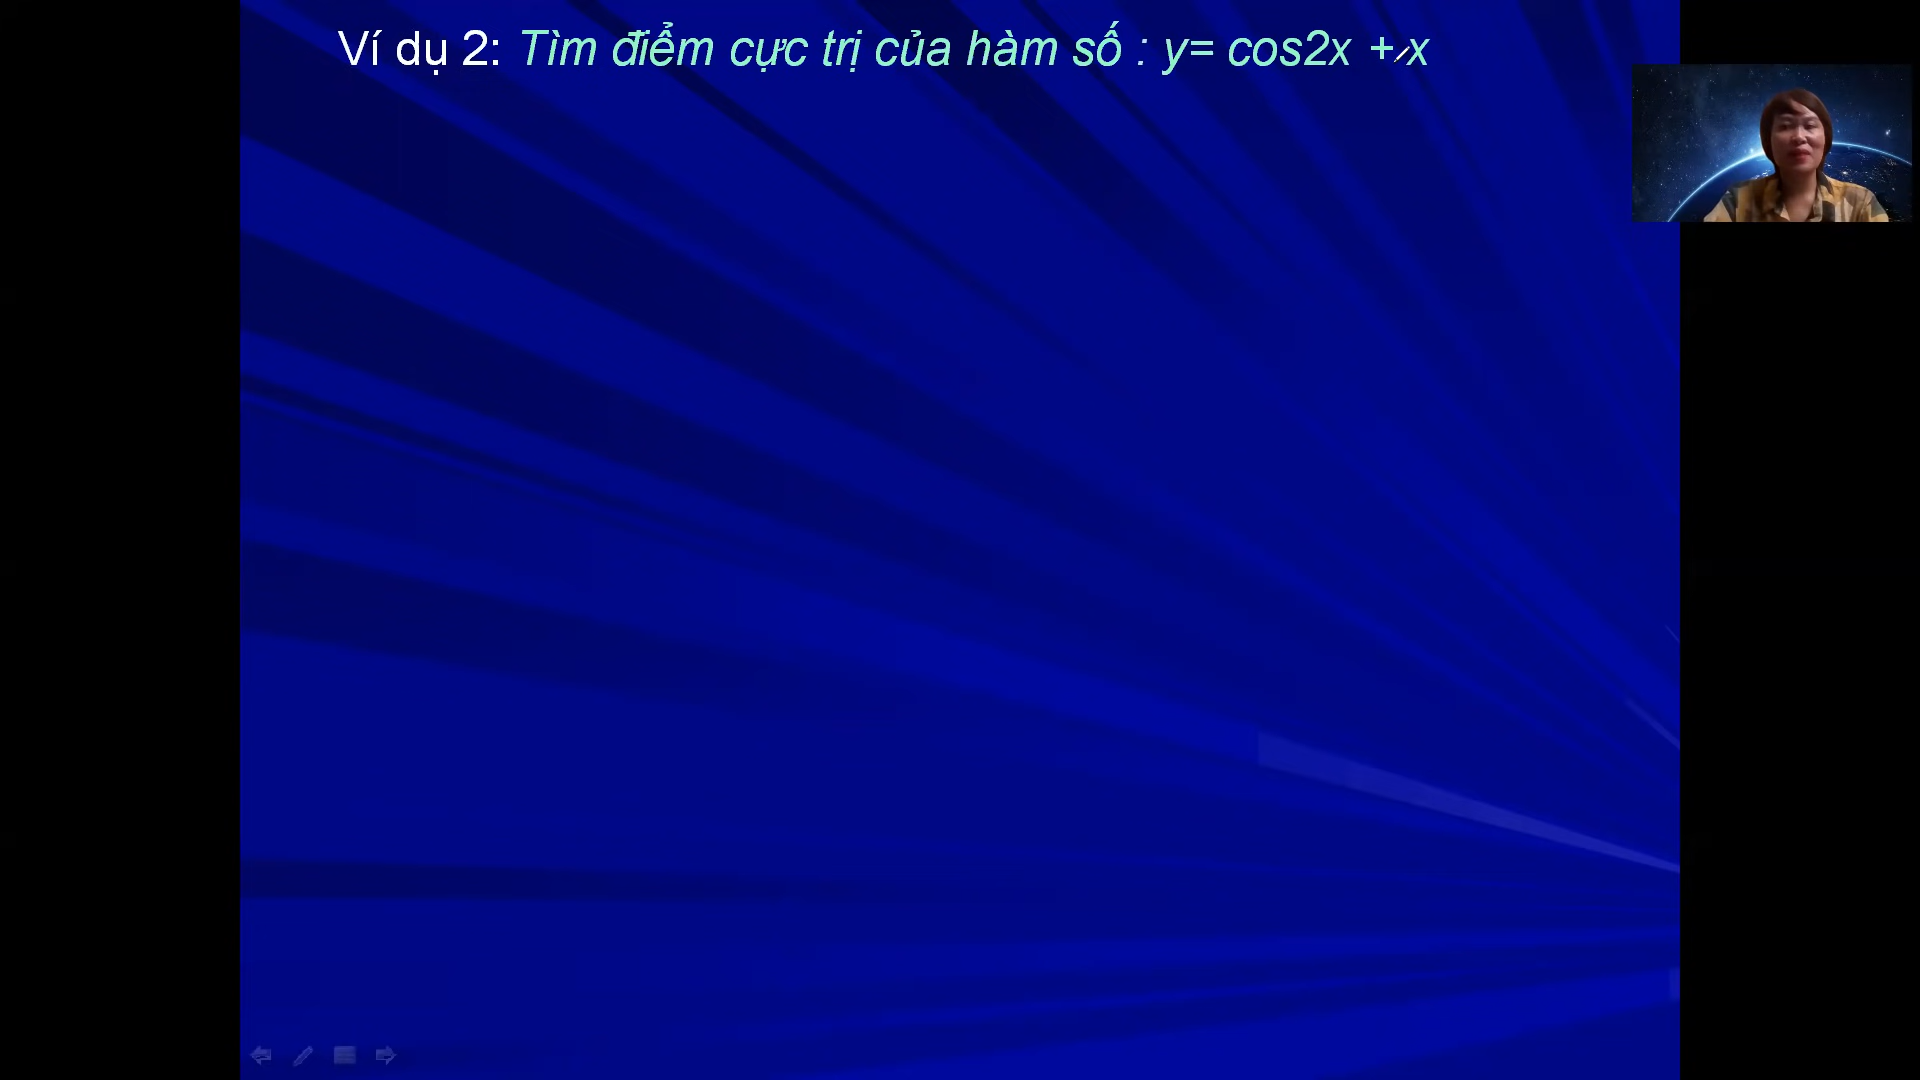 Ví dụ 2: Tìm điểm cực trị của hàm số : y= cos2x + x